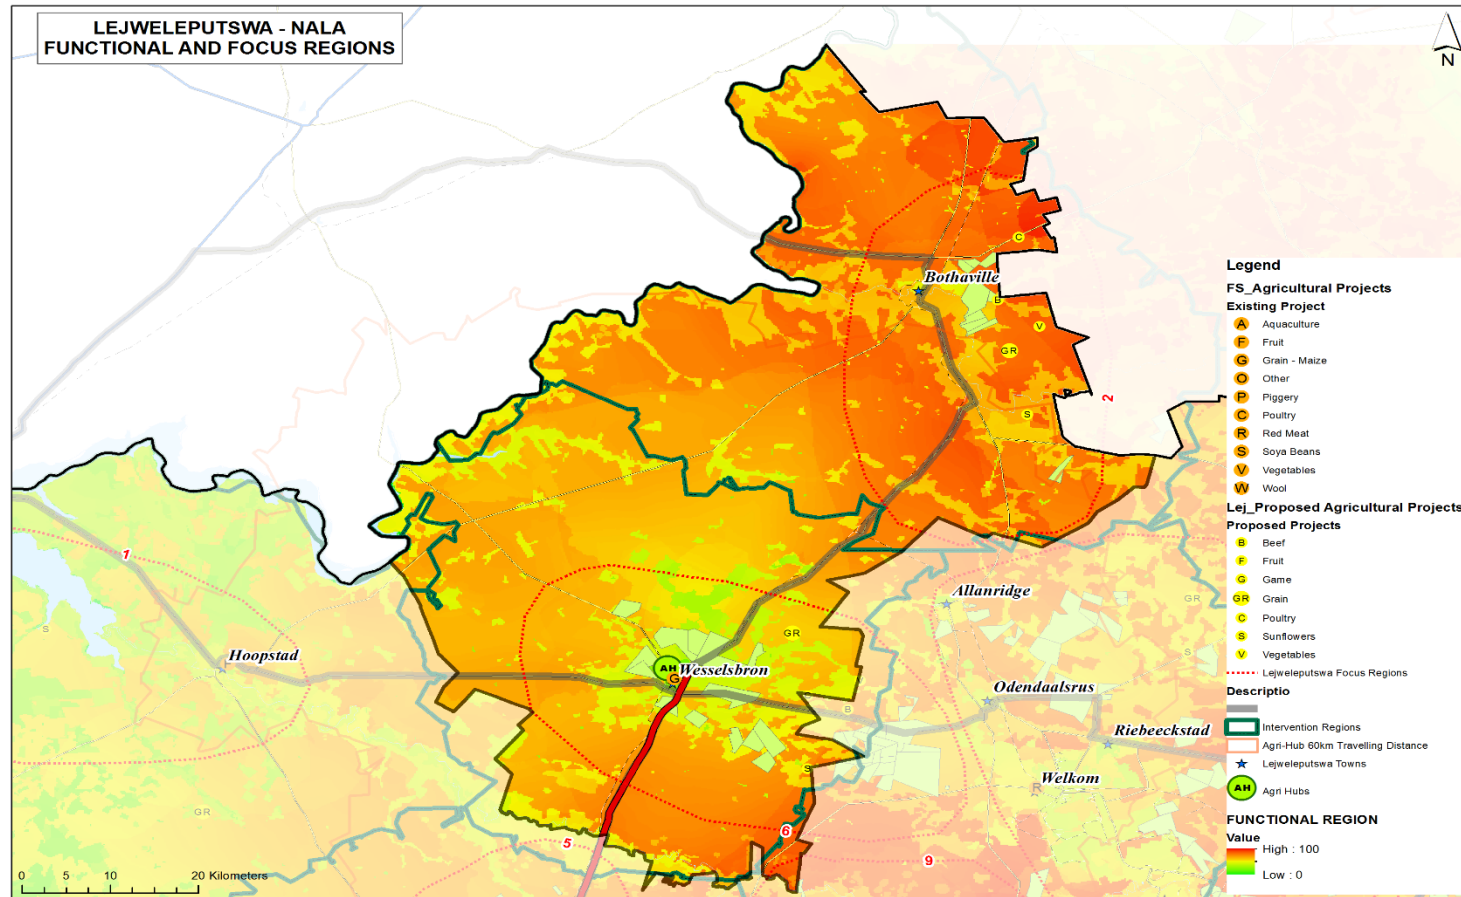 LEJWELEPUTSWA - NALA
FUNCTIONAL AND FOCUS REGIONS
N
Bothaville
C
B
V
GR
S
2
Allanridge
GR
S
1
S
Hoopstad
AH
Wesselsbron
G
GR
B
Odendaalsrus
Riebeeckstad
Welkom
R
S
GR
5
6
9
0 5 10 20 Kilometers
Legend
FS_Agricultural Projects
Existing Project
A Aquaculture
F Fruit
G Grain - Maize
O Other
P Piggery
C Poultry
R Red Meat
S Soya Beans
V Vegetables
W Wool
Lej_Proposed Agricultural Projects
Proposed Projects
B Beef
F Fruit
G Game
GR Grain
C Poultry
S Sunflowers
V Vegetables
Lejweleputswa Focus Regions
Descriptio
Intervention Regions
Agri-Hub 60km Travelling Distance
Lejweleputswa Towns
AH Agri Hubs
FUNCTIONAL REGION
Value
High : 100
Low : 0